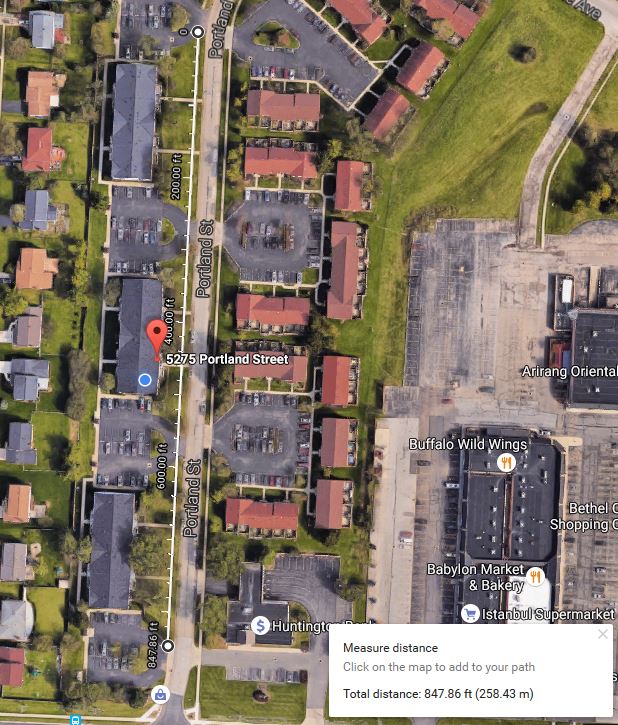 Portland
e Ave
0
200.00 ft
Portland St
400.00 ft
5275 Portland Street
Arirang Oriental
Buffalo Wild Wings
600.00 ft
Portland St
Bethel C
Shopping C
Babylon Market
& Bakery
Istanbul Supermarket
Huntington Bank
847.86 ft
Measure distance
Click on the map to add to your path
Total distance: 847.86 ft (258.43 m)